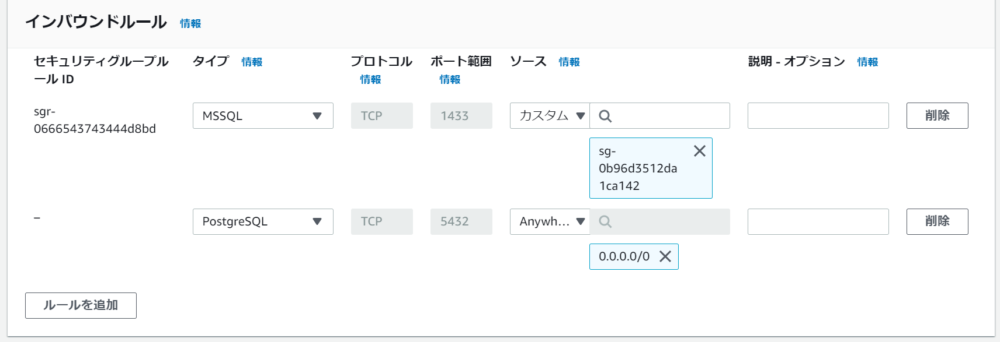 インバウンドルール 情報
セキュリティグループル
ール ID
タイプ 情報
プロトコル
情報
ポート範囲
情報
ソース 情報
説明 - オプション 情報
sgr-
0666543743444d8bd
MSSQL
TCP
1433
カスタム
sg-
0b96d3512da
1ca142
削除
–
PostgreSQL
TCP
5432
Anywh...
0.0.0.0/0
削除
ルールを追加